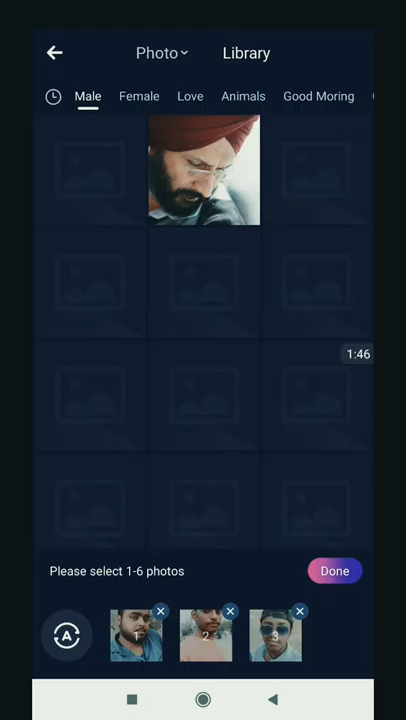 Photo Library
Male Female Love Animals Good Moring
1:46
Please select 1-6 photos Done
A
1 2 3